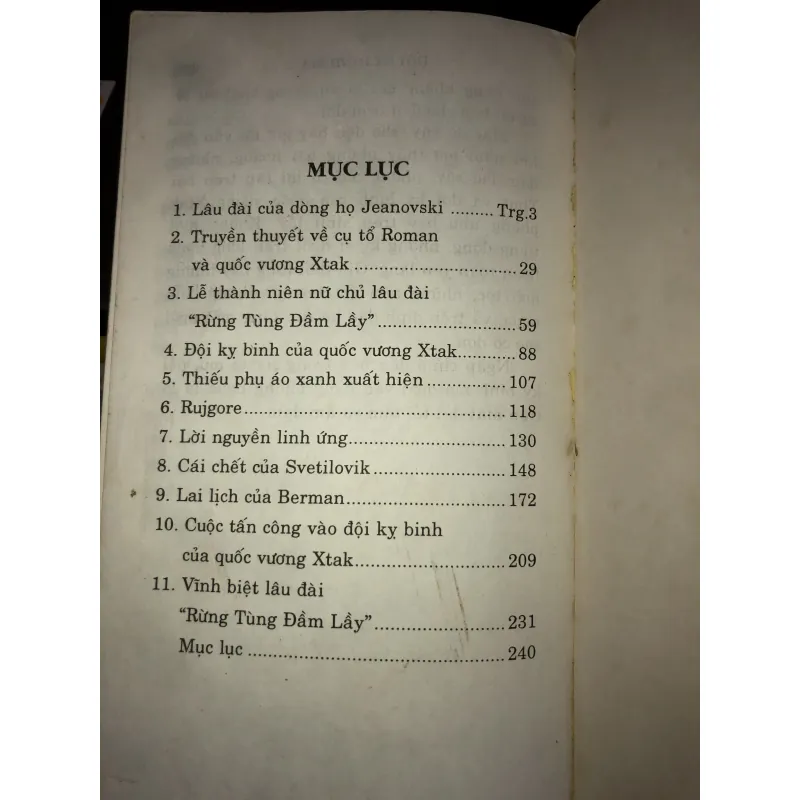 MỤC LỤC
1. Lâu đài của dòng họ Jeanovski .........Trg.3
2. Truyền thuyết về cụ tổ Roman
và quốc vương Xtak ..................................29
3. Lễ thành niên nữ chủ lâu đài
“Rừng Tùng Đầm Lầy”..............................59
4. Đội kỵ binh của quốc vương Xtak...........88
5. Thiếu phụ áo xanh xuất hiện ................107
6. Rujgore.....................................................118
7. Lời nguyền linh ứng...............................130
8. Cái chết của Svetilovik...........................148
9. Lai lịch của Berman................................172
10. Cuộc tấn công vào đội kỵ binh
của quốc vương Xtak..............................209
11. Vĩnh biệt lâu đài
“Rừng Tùng Đầm Lầy”..........................231
Mục lục ....................................................240